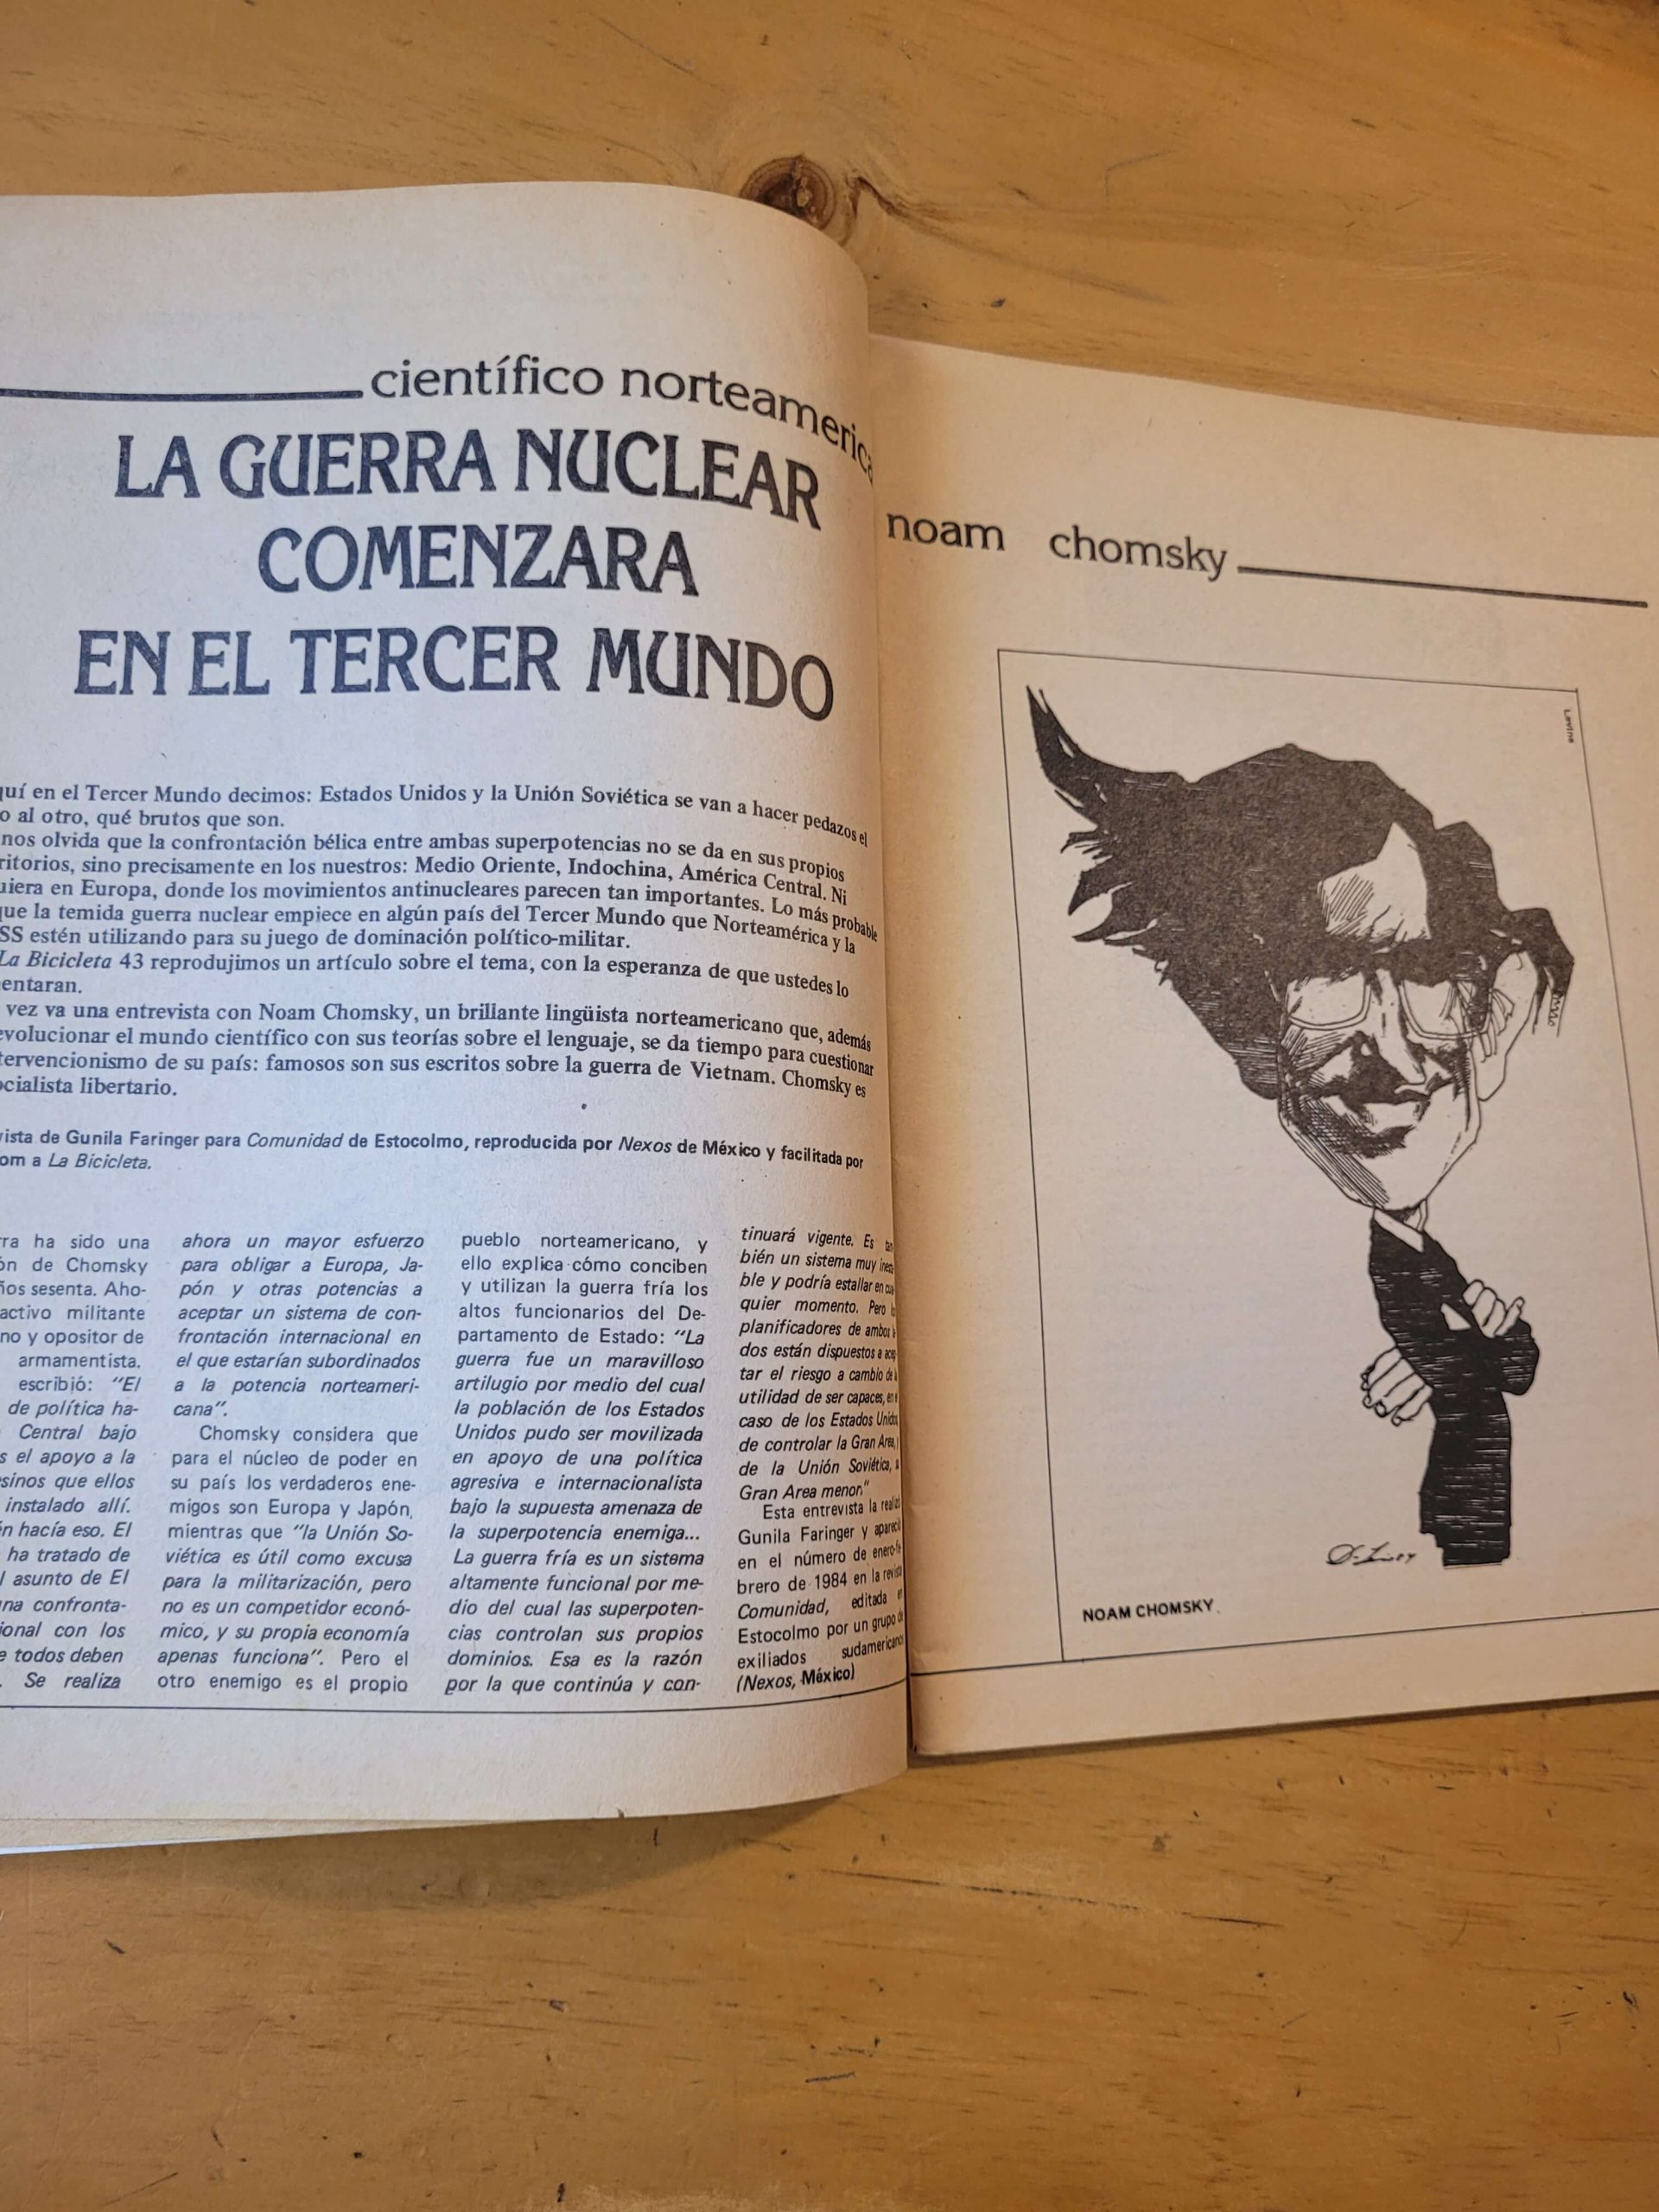 científico norteameric
LA GUERRA NUCLEAR
COMENZARA
EN EL TERCER MUNDO
quí en el Tercer Mundo decimos: Estados Unidos y la Unión Soviética se van a hacer pedazos el
o al otro, qué brutos que son.
nos olvida que la confrontación bélica entre ambas superpotencias no se da en sus propios
ritorios, sino precisamente en los nuestros: Medio Oriente, Indochina, América Central. Ni
uiera en Europa, donde los movimientos antinucleares parecen tan importantes. Lo más probable
que la temida guerra nuclear empiece en algún país del Tercer Mundo que Norteamérica y la
SS estén utilizando para su juego de dominación político-militar.
La Bicicleta 43 reprodujimos un artículo sobre el tema, con la esperanza de que ustedes lo
entaran.
vez va una entrevista con Noam Chomsky, un brillante lingüista norteamericano que, además
evolucionar el mundo científico con sus teorías sobre el lenguaje, se da tiempo para cuestionar
tervencionismo de su país: famosos son sus escritos sobre la guerra de Vietnam. Chomsky es
ocialista libertario.
vista de Gunila Faringer para Comunidad de Estocolmo, reproducida por Nexos de México y facilitada por
om a La Bicicleta.
rra ha sido una
ón de Chomsky
ños sesenta. Aho-
activo militante
no y opositor de
armamentista.
escribió: "El
de política ha-
Central bajo
s el apoyo a la
sinos que ellos
instalado allí.
n hacía eso. El
ha tratado de
l asunto de El
na confronta-
ional con los
e todos deben
. Se realiza
ahora un mayor esfuerzo
para obligar a Europa, Ja-
pón y otras potencias a
aceptar un sistema de con-
frontación internacional en
el que estarían subordinados
a la potencia norteameri-
cana".
Chomsky considera que
para el núcleo de poder en
su país los verdaderos ene-
migos son Europa y Japón,
mientras que "la Unión So-
viética es útil como excusa
para la militarización, pero
no es un competidor econó-
mico, y su propia economía
apenas funciona". Pero el
otro enemigo es el propio
pueblo norteamericano, y
ello explica cómo conciben
y utilizan la guerra fría los
altos funcionarios del De-
partamento de Estado: "La
guerra fue un maravilloso
artilugio por medio del cual
la población de los Estados
Unidos pudo ser movilizada
en apoyo de una política
agresiva e internacionalista
bajo la supuesta amenaza de
la superpotencia enemiga...
La guerra fría es un sistema
altamente funcional por me-
dio del cual las superpoten-
cias controlan sus propios
dominios. Esa es la razón
por la que continúa y con-
tinuará vigente. Es
bién un sistema muy
ble y podría estallar en
quier momento. Pero
planificadores de ambos
dos están dispuestos a
tar el riesgo a cambio de
utilidad de ser capaces, en
caso de los Estados Unidos
de controlar la Gran Area,
de la Unión Soviética,
Gran Area menor."
Esta entrevista la realiz
Gunila Faringer y apareció
en el número de enero-fe
brero de 1984 en la revista
Comunidad, editada
Estocolmo por un grupo
exiliados sudamericanos
(Nexos, México)
noam chomsky
Levine
NOAM CHOMSKY.